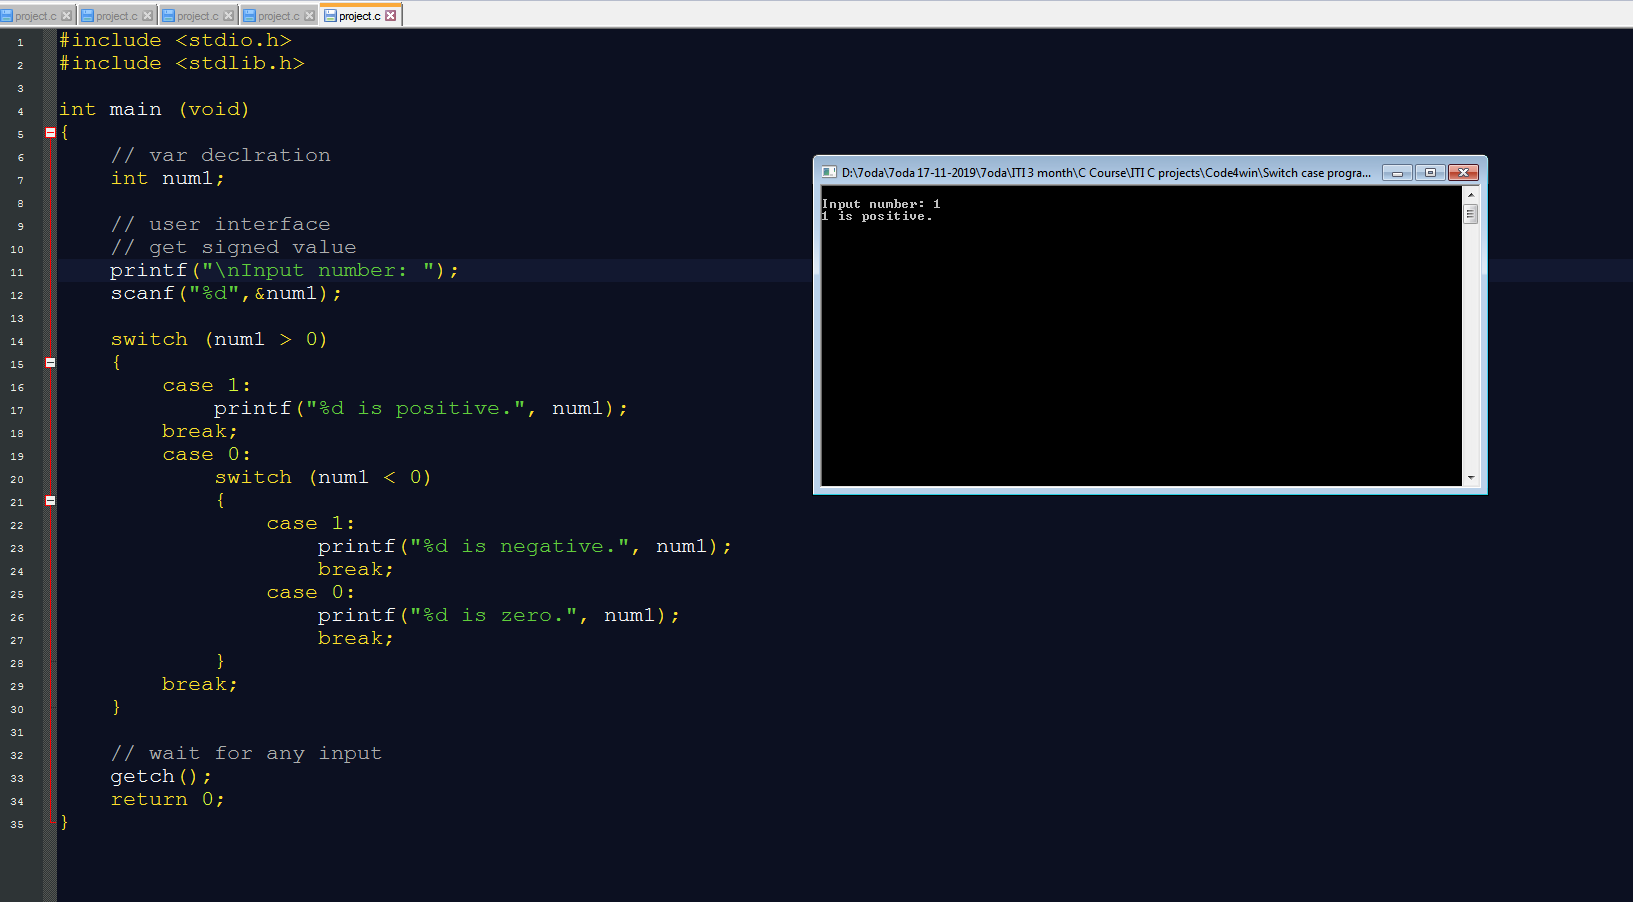 project.c project.c project.c project.c project.c
1 #include <stdio.h>
2 #include <stdlib.h>
3
4 int main (void)
5 {
6 // var declration
7 int num1;
8
9 // user interface
10 // get signed value
11 printf("\nInput number: ");
12 scanf("%d",&num1);
13
14 switch (num1 > 0)
15 {
16 case 1:
17 printf("%d is positive.", num1);
18 break;
19 case 0:
20 switch (num1 < 0)
21 {
22 case 1:
23 printf("%d is negative.", num1);
24 break;
25 case 0:
26 printf("%d is zero.", num1);
27 break;
28 }
29 break;
30 }
31
32 // wait for any input
33 getch();
34 return 0;
35 }
D:\7oda\7oda 17-11-2019\7oda\ITI 3 month\C Course\ITI C projects\Code4win\Switch case progra...
Input number: 1
1 is positive.